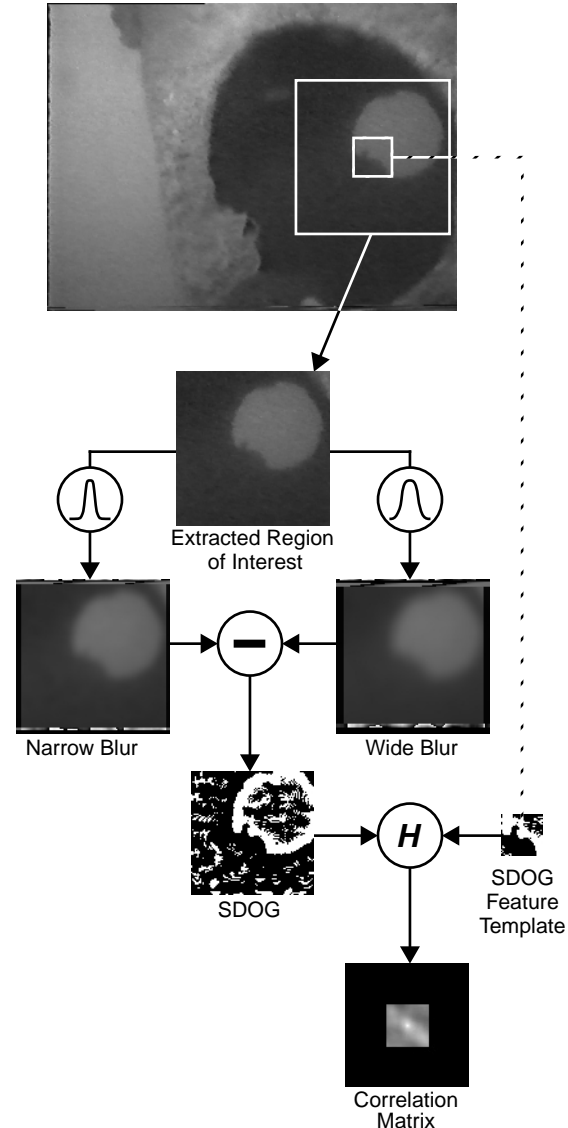 Extracted Region
of Interest
Narrow Blur
Wide Blur
SDOG
H
SDOG
Feature
Template
Correlation
Matrix